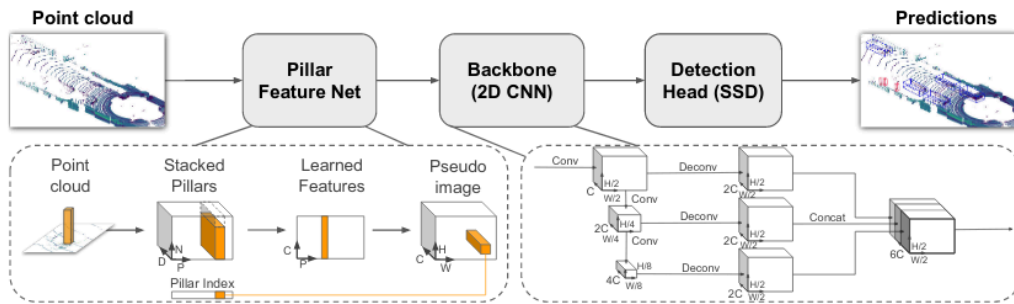 Point cloud
Predictions
Pillar
Feature Net
Backbone
(2D CNN)
Detection
Head (SSD)
Point
cloud
Stacked
Pillars
Learned
Features
Pseudo
image
N
D
P
C
P
H
C
W
Pillar Index
Conv
H/2
C
W/2
Conv
H/4
2C
W/4
Conv
H/8
4C
W/8
Deconv
H/2
2C
W/2
Deconv
H/2
2C
W/2
Deconv
H/2
2C
W/2
Concat
H/2
6C
W/2